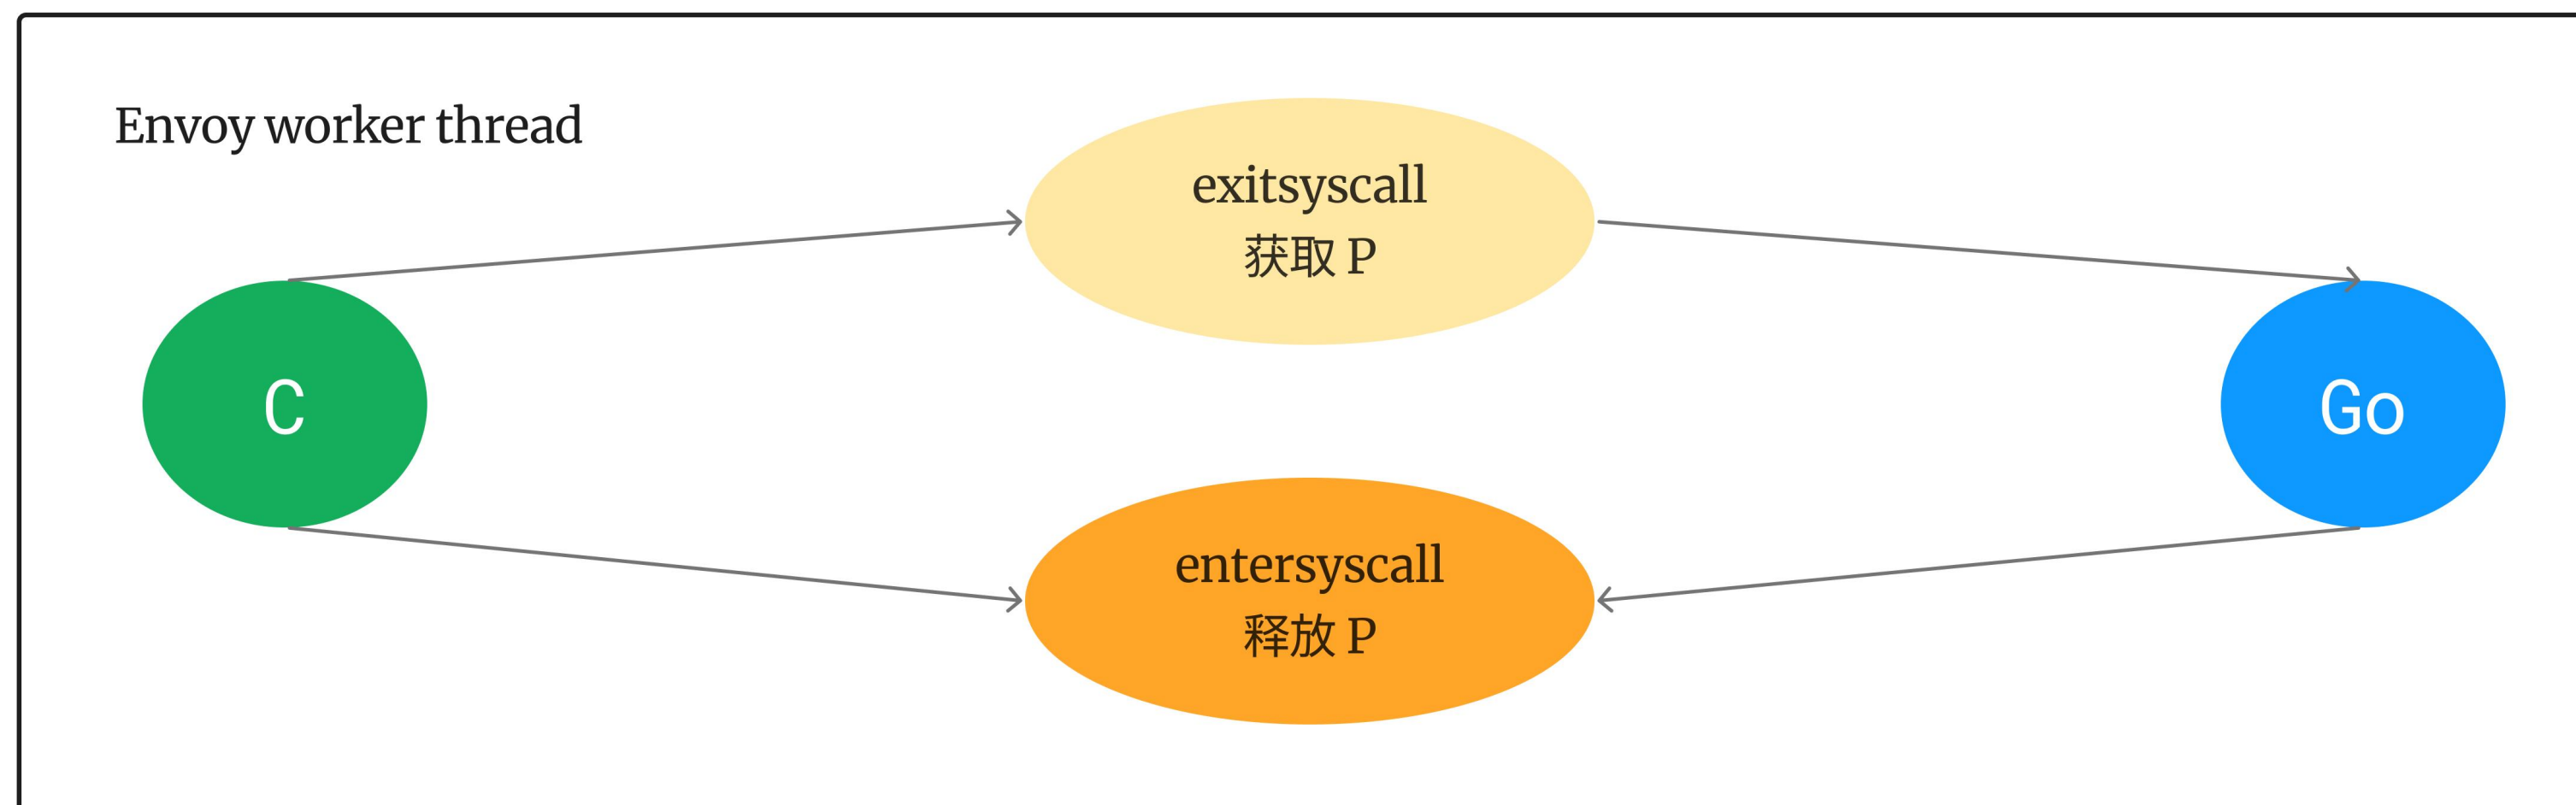 Envoy worker thread
exitsyscall
获取 P
C
Go
entersyscall
释放 P